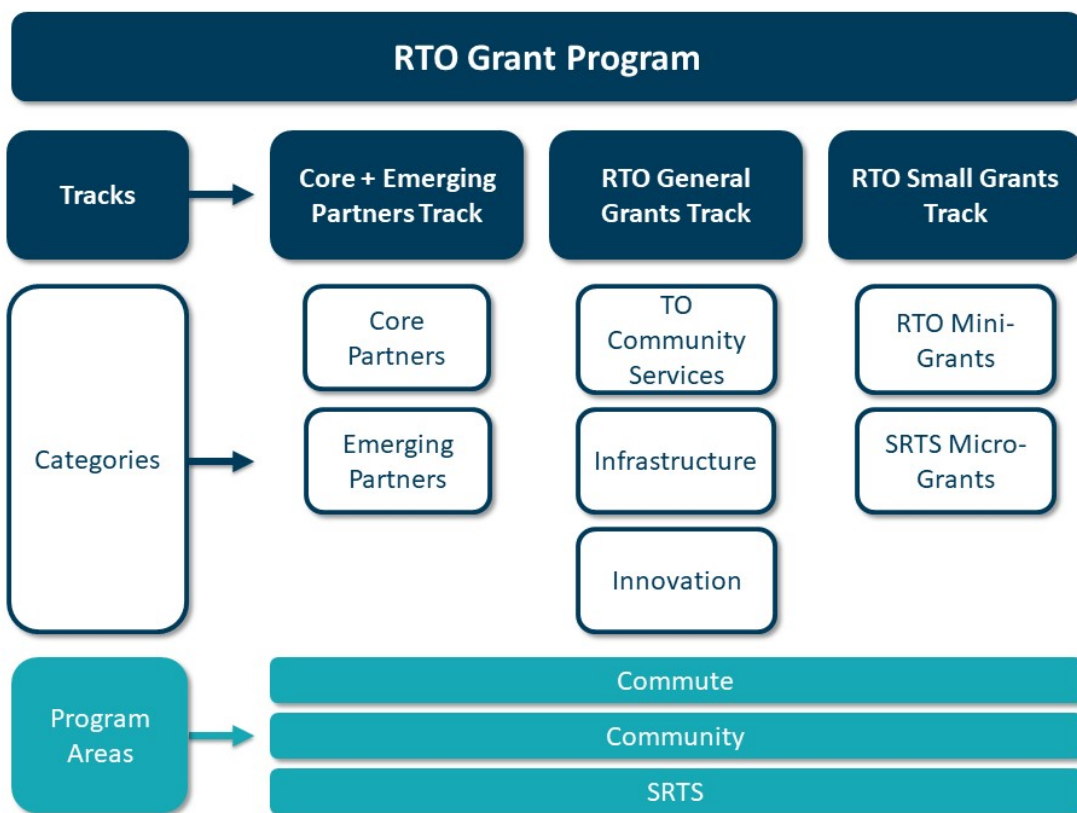 RTO Grant Program
Tracks
Core + Emerging
Partners Track
RTO General
Grants Track
RTO Small Grants
Track
Categories
Core
Partners
Emerging
Partners
TO
Community
Services
Infrastructure
Innovation
RTO Mini-
Grants
SRTS Micro-
Grants
Program
Areas
Commute
Community
SRTS